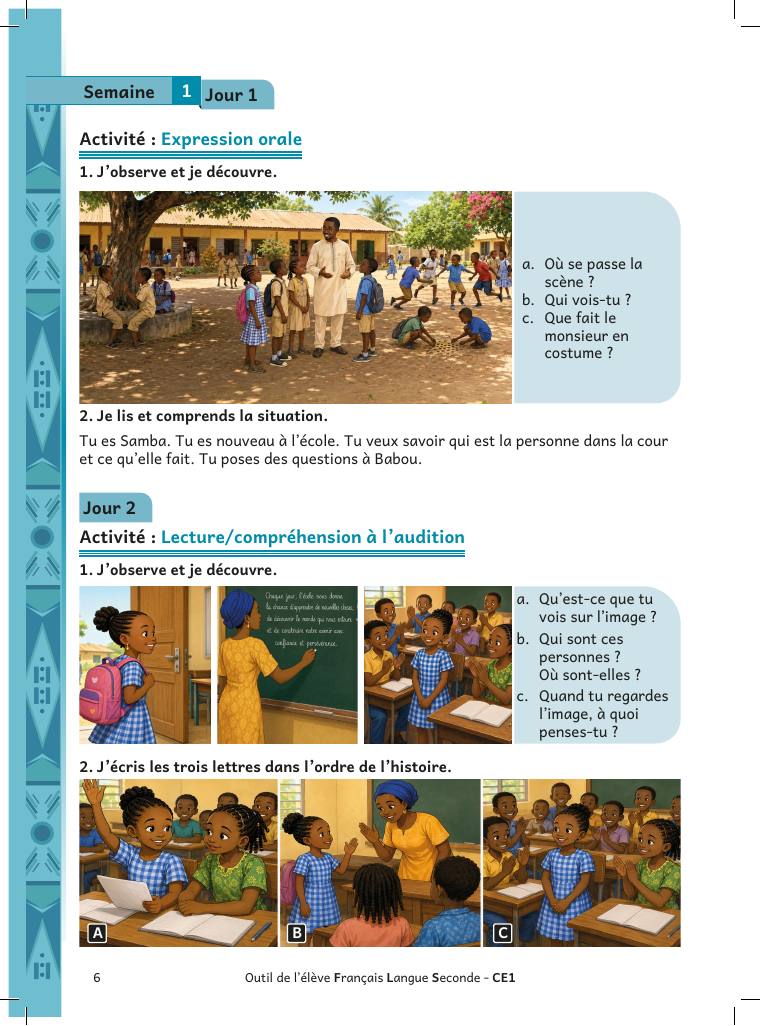 Semaine 1 Jour 1
Activité : Expression orale
1. J’observe et je découvre.
a. Où se passe la
scène ?
b. Qui vois-tu ?
c. Que fait le
monsieur en
costume ?
2. Je lis et comprends la situation.
Tu es Samba. Tu es nouveau à l’école. Tu veux savoir qui est la personne dans la cour
et ce qu’elle fait. Tu poses des questions à Babou.
Jour 2
Activité : Lecture/compréhension à l’audition
1. J’observe et je découvre.
Chaque jour, l’école nous donne
la chance d’apprendre de nouvelles choses,
de découvrir le monde qui nous entoure
et de construire notre avenir avec
confiance et persévérance.
a. Qu’est-ce que tu
vois sur l’image ?
b. Qui sont ces
personnes ?
Où sont-elles ?
c. Quand tu regardes
l’image, à quoi
penses-tu ?
2. J’écris les trois lettres dans l’ordre de l’histoire.
A B C
6 Outil de l’élève Français Langue Seconde - CE1